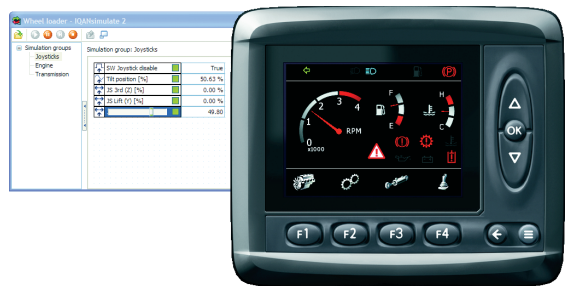 Wheel loader - IQANsimulate 2
Simulation groups
Joysticks
Engine
Transmission
Simulation group: Joysticks
SW Joystick disable True
Tilt position [%] 50.63 %
JS 3rd (Z) [%] 0.00 %
JS Lift (Y) [%] 0.00 %
49.80
P
0 1 2 3 4
RPM
x1000
F
E
H
C
OK
F1 F2 F3 F4